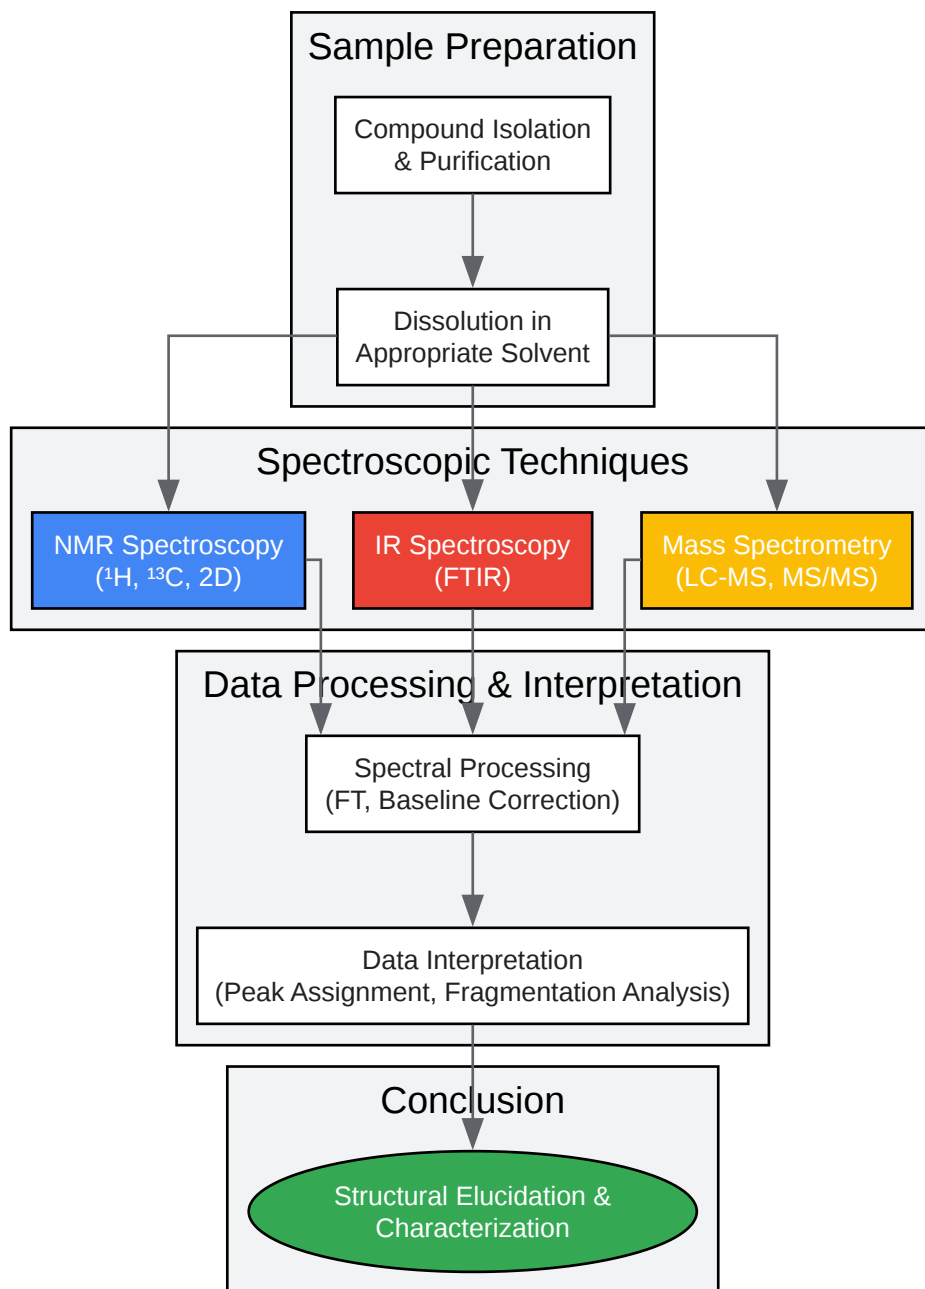 Sample Preparation
Compound Isolation
& Purification
Dissolution in
Appropriate Solvent
Spectroscopic Techniques
NMR Spectroscopy
(¹H, ¹³C, 2D)
IR Spectroscopy
(FTIR)
Mass Spectrometry
(LC-MS, MS/MS)
Data Processing & Interpretation
Spectral Processing
(FT, Baseline Correction)
Data Interpretation
(Peak Assignment, Fragmentation Analysis)
Conclusion
Structural Elucidation &
Characterization